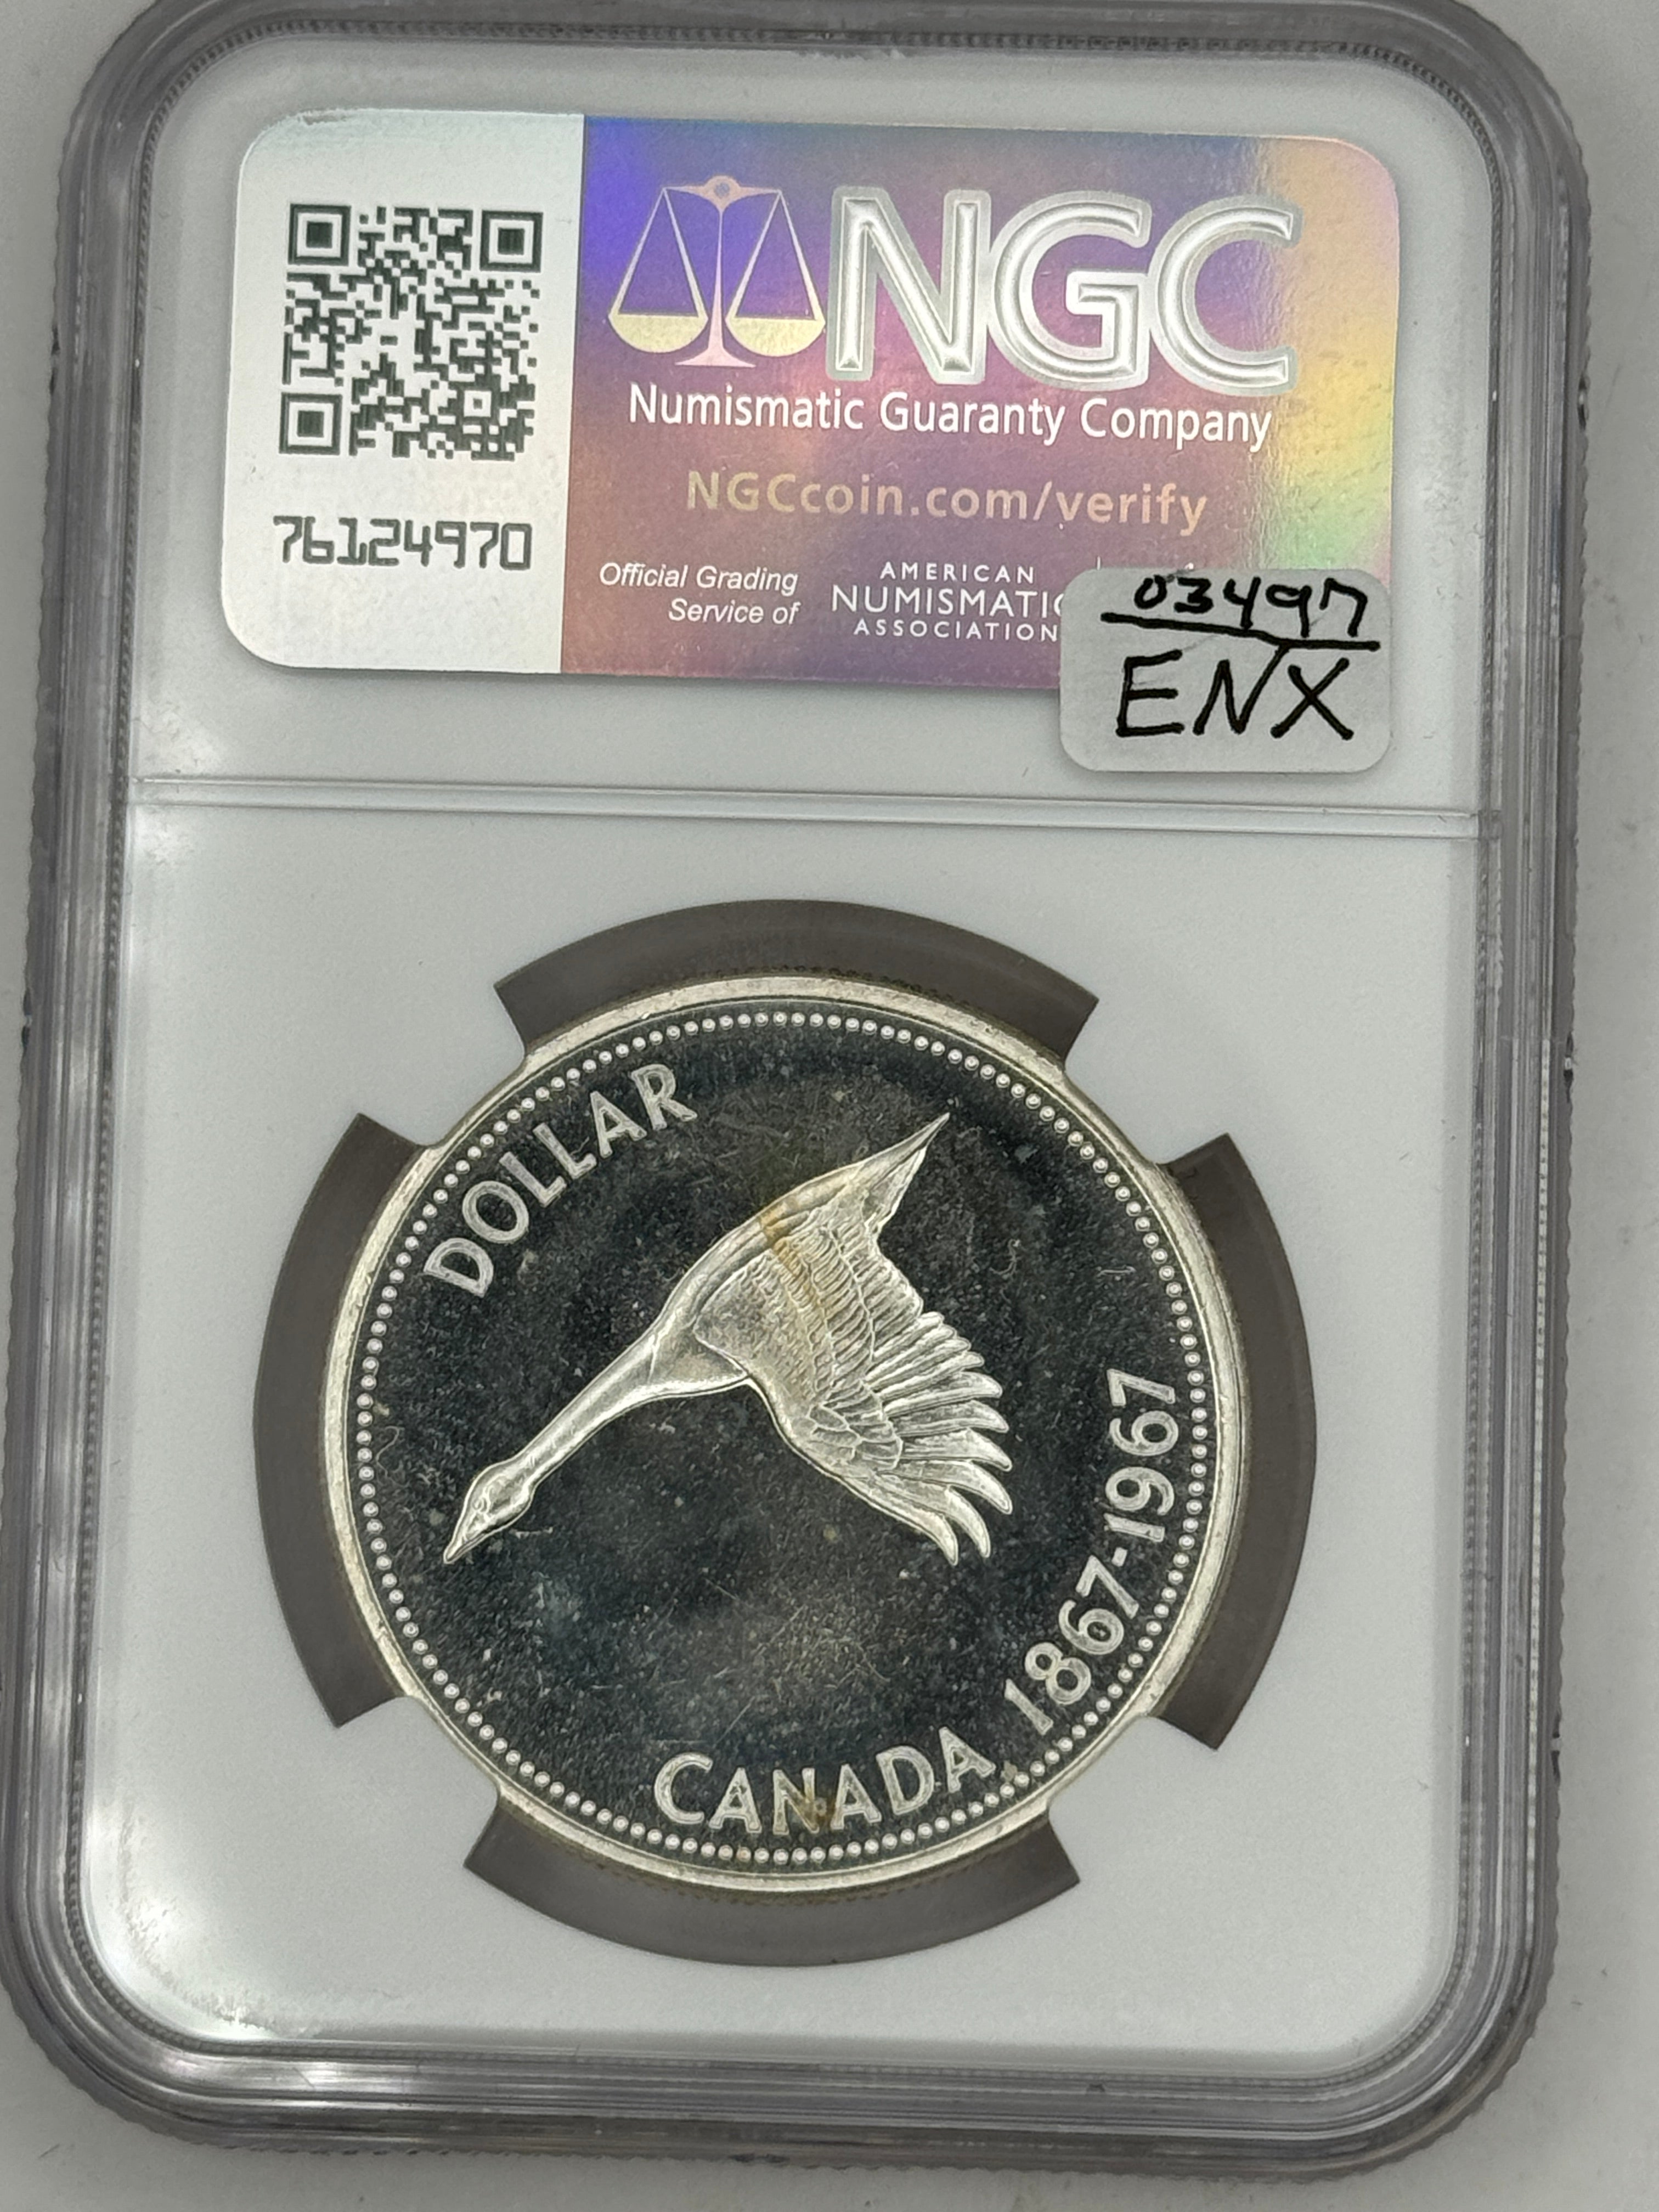 NGC
Numismatic Guaranty Company
NGCcoin.com/verify
76124970
Official Grading
Service of
AMERICAN
NUMISMATIC
ASSOCIATION
03497
ENX
DOLLAR
CANADA 1867-1967